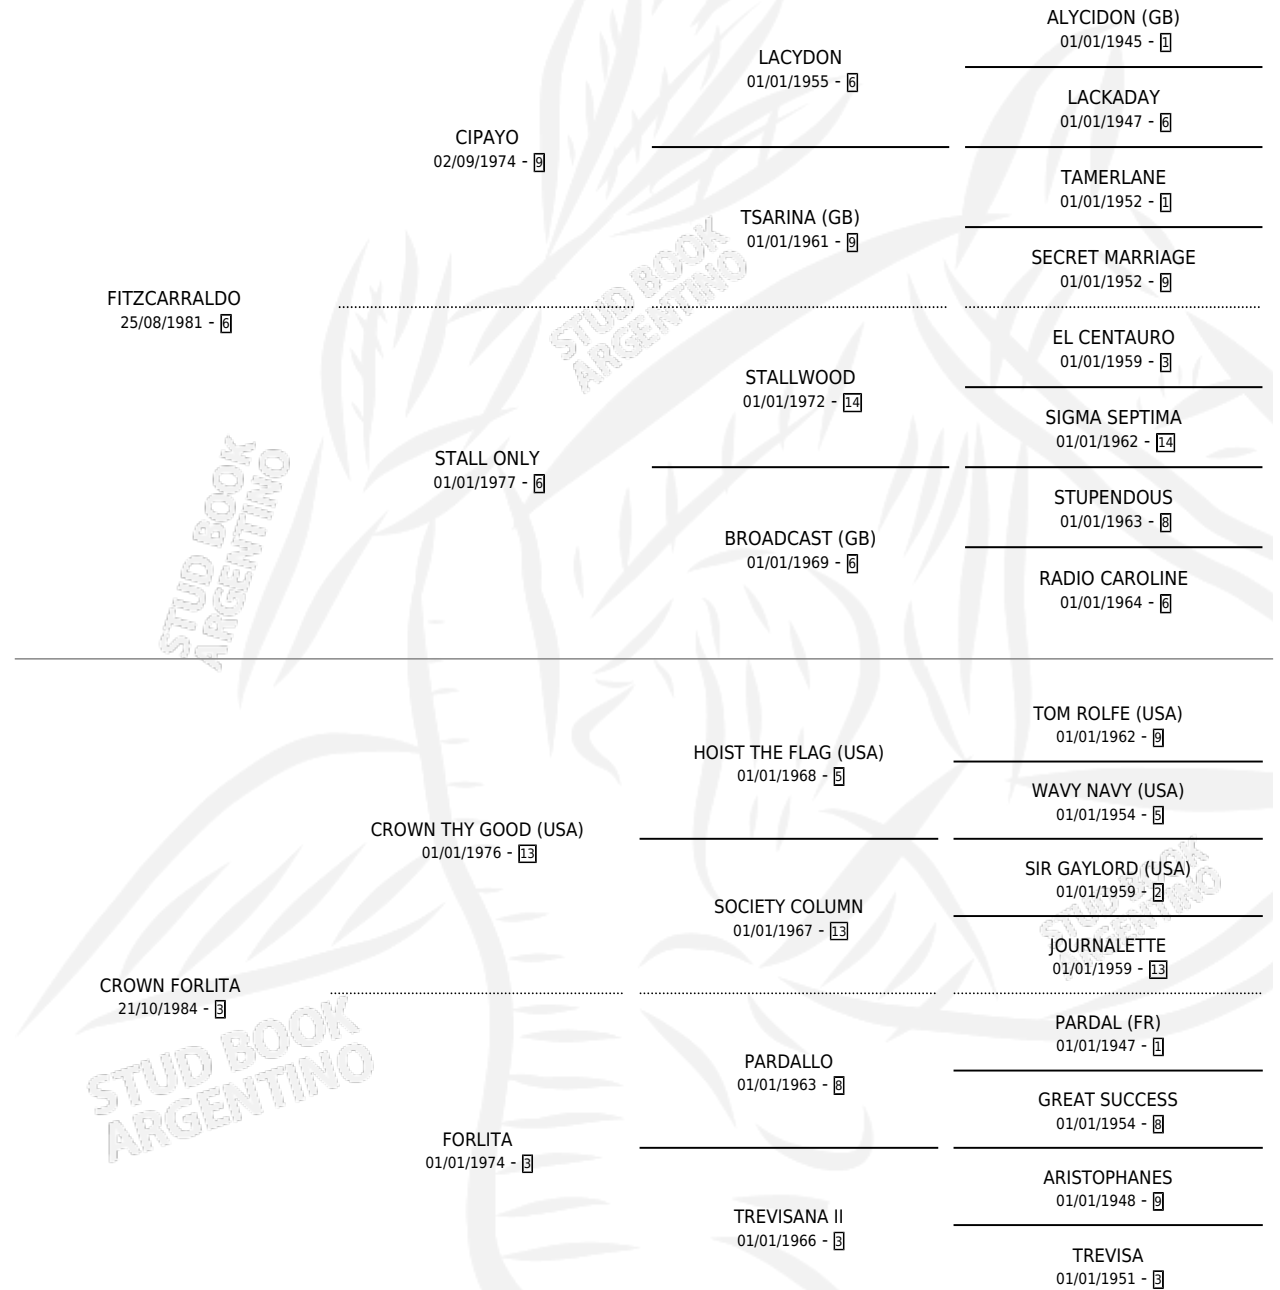 ALYCIDON (GB)
01/01/1945 - 1
LACYDON
01/01/1955 - 6
LACKADAY
01/01/1947 - 6
CIPAYO
02/09/1974 - 9
TAMERLANE
01/01/1952 - 1
TSARINA (GB)
01/01/1961 - 9
SECRET MARRIAGE
01/01/1952 - 9
FITZCARRALDO
25/08/1981 - 6
EL CENTAURO
01/01/1959 - 3
STALLWOOD
01/01/1972 - 14
SIGMA SEPTIMA
01/01/1962 - 14
STALL ONLY
01/01/1977 - 6
STUPENDOUS
01/01/1963 - 8
BROADCAST (GB)
01/01/1969 - 6
RADIO CAROLINE
01/01/1964 - 6
STUD BOOK
ARGENTINO
STUD BOOK
ARGENTINO
TOM ROLFE (USA)
01/01/1962 - 9
HOIST THE FLAG (USA)
01/01/1968 - 5
WAVY NAVY (USA)
01/01/1954 - 5
CROWN THY GOOD (USA)
01/01/1976 - 13
SIR GAYLORD (USA)
01/01/1959 - 2
SOCIETY COLUMN
01/01/1967 - 13
JOURNALETTE
01/01/1959 - 13
CROWN FORLITA
21/10/1984 - 3
PARDAL (FR)
01/01/1947 - 1
PARDALLO
01/01/1963 - 8
GREAT SUCCESS
01/01/1954 - 8
FORLITA
01/01/1974 - 3
ARISTOPHANES
01/01/1948 - 9
TREVISANA II
01/01/1966 - 3
TREVISA
01/01/1951 - 3
STUD BOOK
ARGENTINO
STUD BOOK
ARGENTINO